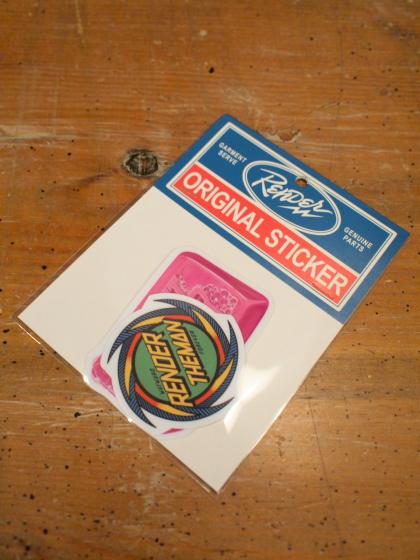 GARMENT
SERVE
RENDER
GENUINE
PARTS
ORIGINAL STICKER
RENDER
THEMAN